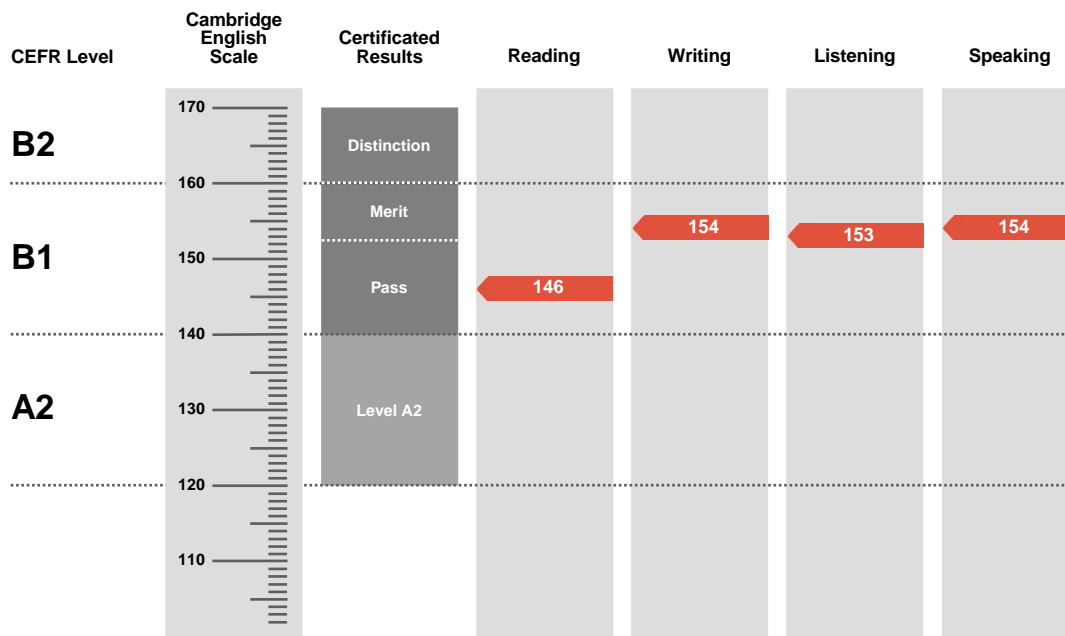 CEFR Level
Cambridge
English
Scale
Certificated
Results
Reading
Writing
Listening
Speaking
170
B2
Distinction
160
Merit
154
153
154
B1
150
Pass
146
140
A2
130
Level A2
120
110